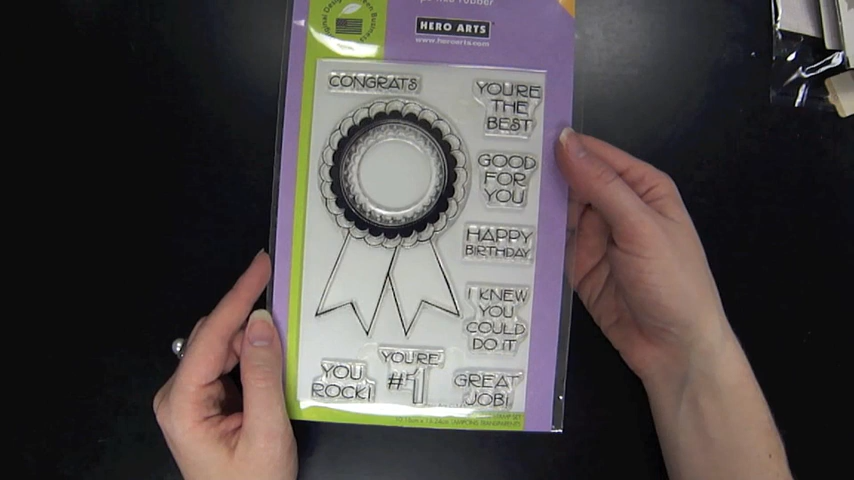 HERO ARTS
www.heroarts.com
CONGRATS
YOU'RE
THE
BEST
GOOD
FOR
YOU
HAPPY
BIRTHDAY
I KNEW
YOU
COULD
DO IT
YOU
ROCK!
YOU'RE
#1
GREAT
JOB!